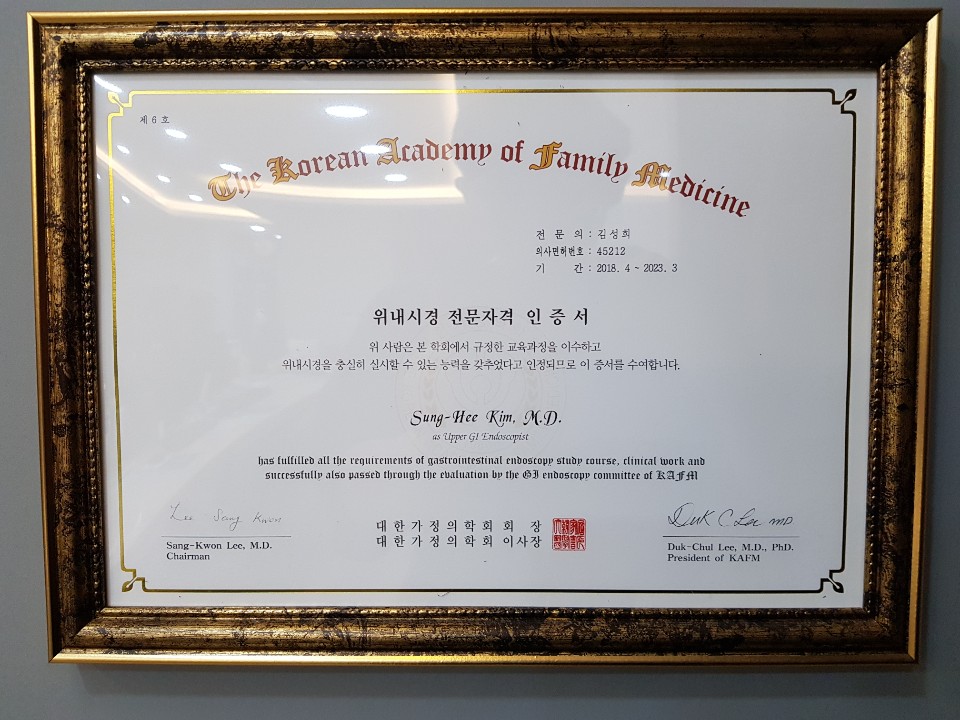 제 6 호
The Korean Academy of Family Medicine
전 문 의 : 김성희
의사면허번호 : 45212
기 간 : 2018. 4 ~ 2023. 3
위내시경 전문자격 인 증 서
위 사람은 본 학회에서 규정한 교육과정을 이수하고
위내시경을 충실히 실시할 수 있는 능력을 갖추었다고 인정되므로 이 증서를 수여합니다.
Sung-Hee Kim, M.D.
as Upper GI Endoscopist
has fulfilled all the requirements of gastrointestinal endoscopy study course, clinical work and
successfully also passed through the evaluation by the GI endoscopy committee of KAFM
Lee Sang Kwon
Sang-Kwon Lee, M.D.
Chairman
대 한 가 정 의 학 회 회 장
대 한 가 정 의 학 회 이사장
Duk C. Lee MD
Duk-Chul Lee, M.D., PhD.
President of KAFM